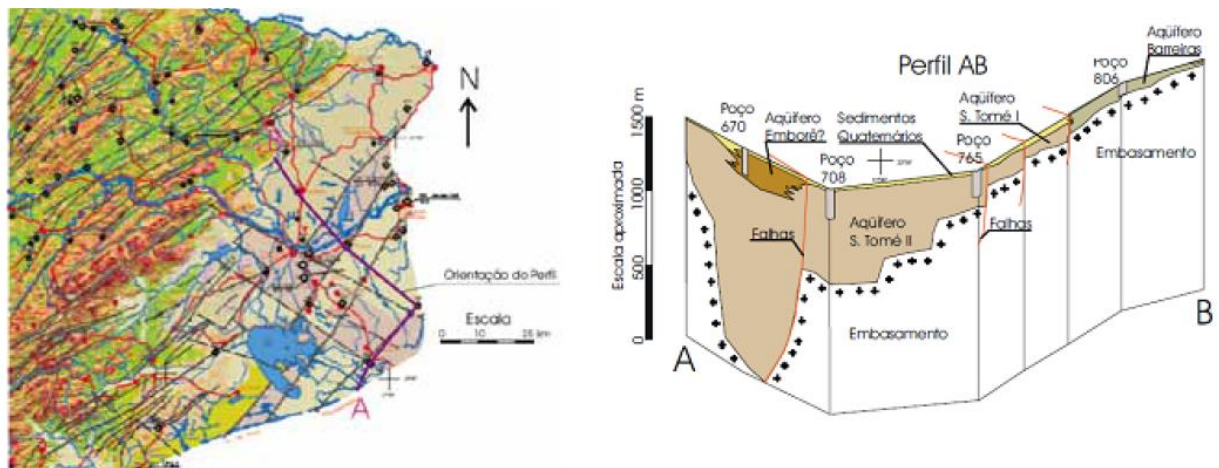 N
Orientação do Perfil
Escala
0 10 25 km
A
Perfil AB
Aqüífero
Barreiras
Poço
806
Aqüífero
S. Tomé I
Poço
670
Aqüífero
Emborê?
Sedimentos
Quaternários
Poço
765
Poço
708
Embasamento
Aqüífero
S. Tomé II
Falhas
Falhas
Embasamento
Escala aproximada
1500 m
1000
500
0
A
B